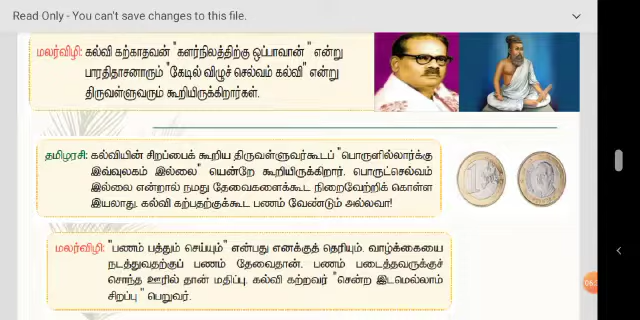 Read Only - You can't save changes to this file.
மலர்விழி: கல்வி கற்காதவன் "களர்நிலத்திற்கு ஒப்பாவான் " என்று
பாரதிதாசனாரும் "கேடில் விழுச் செல்வம் கல்வி" என்று
திருவள்ளுவரும் கூறியிருக்கிறார்கள்.
தமிழரசி: கல்வியின் சிறப்பைக் கூறிய திருவள்ளுவர்கூடப் "பொருளில்லார்க்கு
இவ்வுலகம் இல்லை" யென்றே கூறியிருக்கிறார். பொருட்செல்வம்
இல்லை என்றால் நமது தேவைகளைக்கூட நிறைவேற்றிக் கொள்ள
இயலாது. கல்வி கற்பதற்குக்கூட பணம் வேண்டும் அல்லவா!
மலர்விழி: "பணம் பத்தும் செய்யும்" என்பது எனக்குத் தெரியும். வாழ்க்கையை
நடத்துவதற்குப் பணம் தேவைதான். பணம் படைத்தவருக்குச்
சொந்த ஊரில் தான் மதிப்பு. கல்வி கற்றவர் "சென்ற இடமெல்லாம்
சிறப்பு " பெறுவர்.